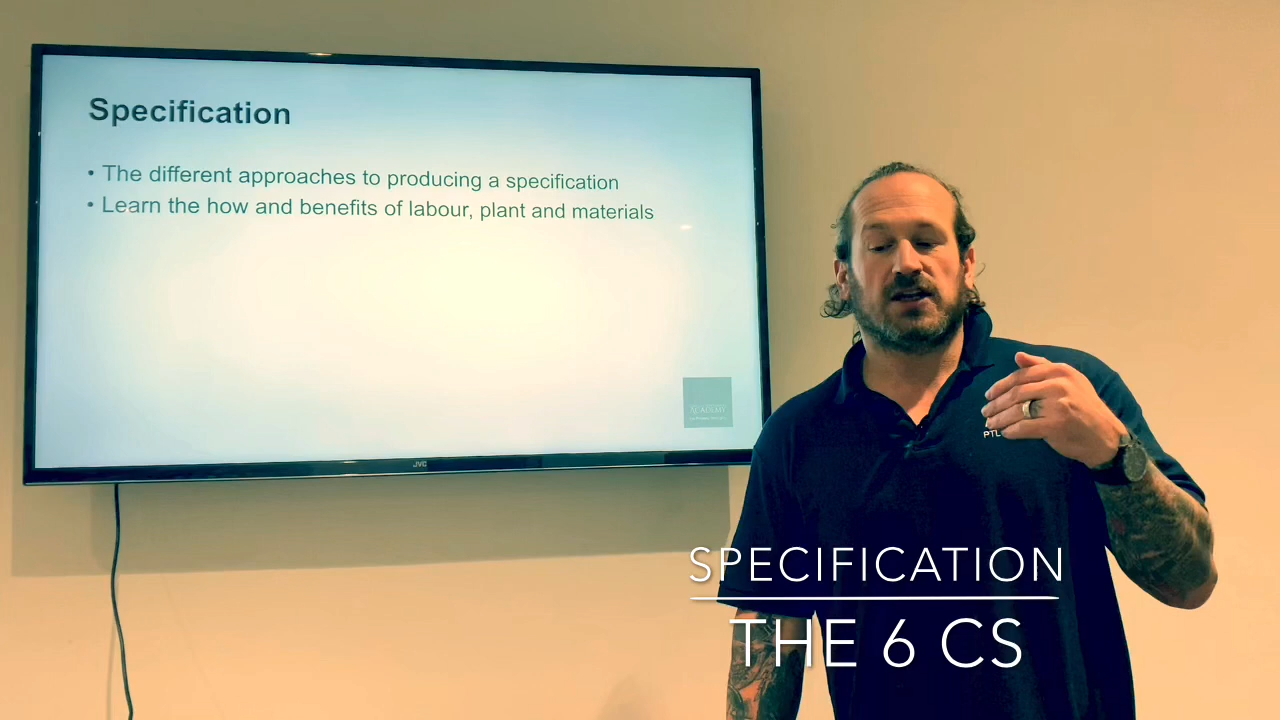 Specification
• The different approaches to producing a specification
• Learn the how and benefits of labour, plant and materials
ACADEMY
JVC
PTL
SPECIFICATION
THE 6 CS